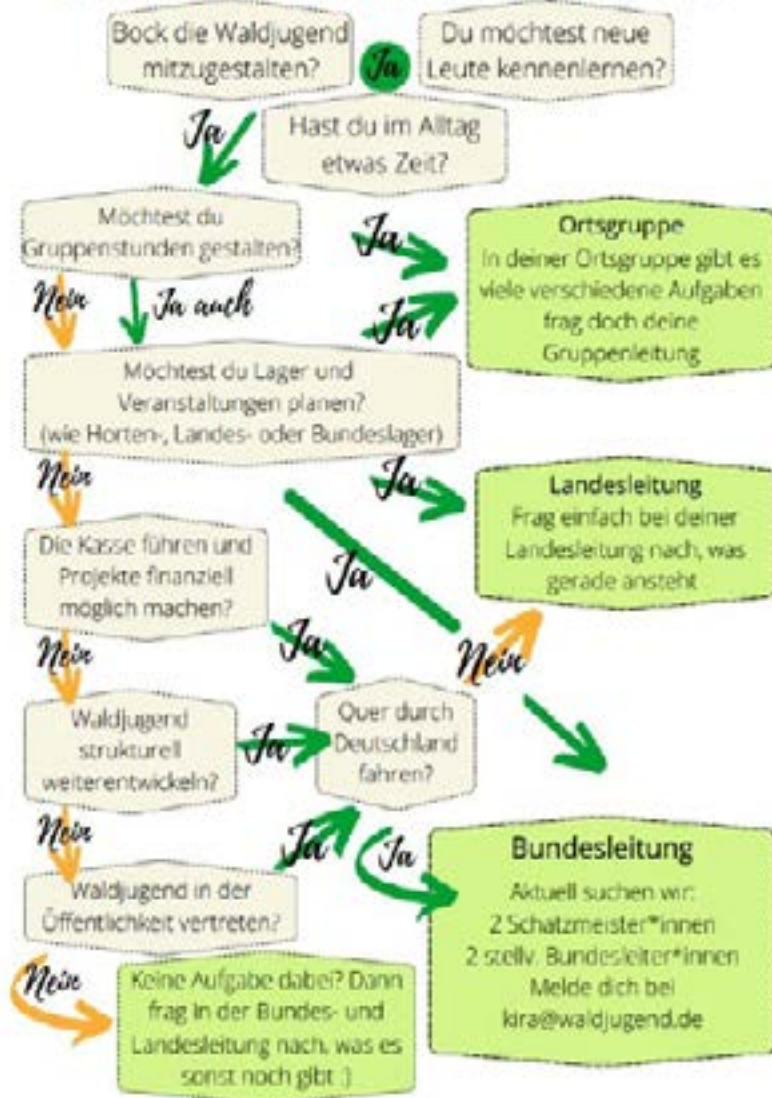 Bock die Waldjugend
mitzugestalten?
Ja
Du möchtest neue
Leute kennenlernen?
Hast du im Alltag
etwas Zeit?
Ja
Möchtest du
Gruppenstunden gestalten?
Ja
Ortsgruppe
In deiner Ortsgruppe gibt es
viele verschiedene Aufgaben
frag doch deine
Gruppenleitung
Nein
Ja auch
Ja
Möchtest du Lager und
Veranstaltungen planen?
(wie Horten-, Landes- oder Bundeslager)
Nein
Ja
Landesleitung
Frag einfach bei deiner
Landesleitung nach, was
gerade ansteht
Die Kasse führen und
Projekte finanziell
möglich machen?
Ja
Nein
Ja
Nein
Waldjugend
strukturell
weiterentwickeln?
Ja
Quer durch
Deutschland
fahren?
Nein
Ja
Ja
Waldjugend in der
Öffentlichkeit vertreten?
Bundesleitung
Aktuell suchen wir:
2 Schatzmeister*innen
2 stellv. Bundesleiter*innen
Melde dich bei
kira@waldjugend.de
Nein
Keine Aufgabe dabei? Dann
frag in der Bundes- und
Landesleitung nach, was es
sonst noch gibt :)